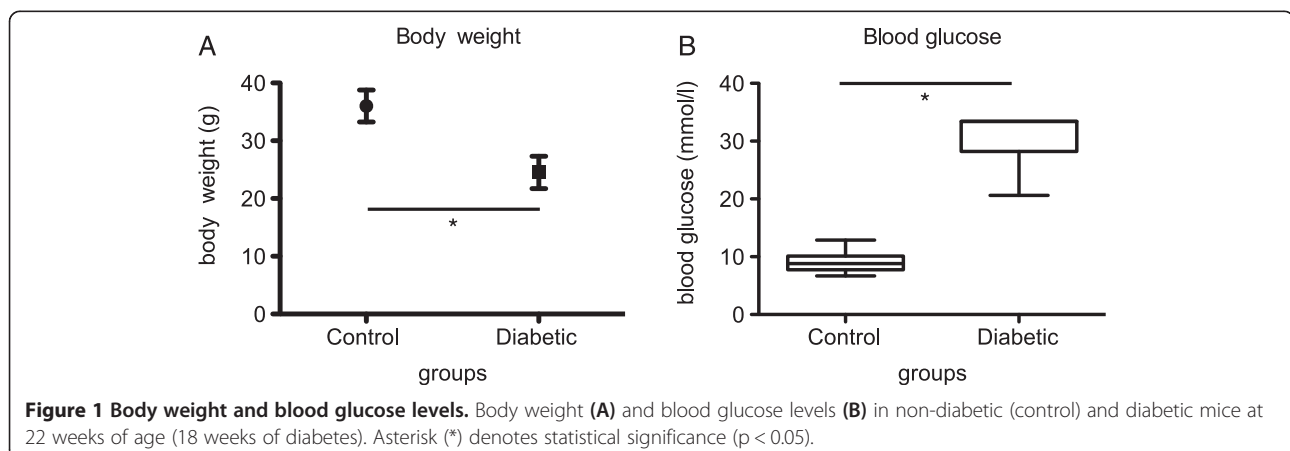 A
Body weight
body weight (g)
40
30
20
10
0
*
Control
Diabetic
groups
B
Blood glucose
blood glucose (mmol/l)
40
30
20
10
0
*
Control
Diabetic
groups
Figure 1 Body weight and blood glucose levels. Body weight (A) and blood glucose levels (B) in non-diabetic (control) and diabetic mice at
22 weeks of age (18 weeks of diabetes). Asterisk (*) denotes statistical significance (p < 0.05).